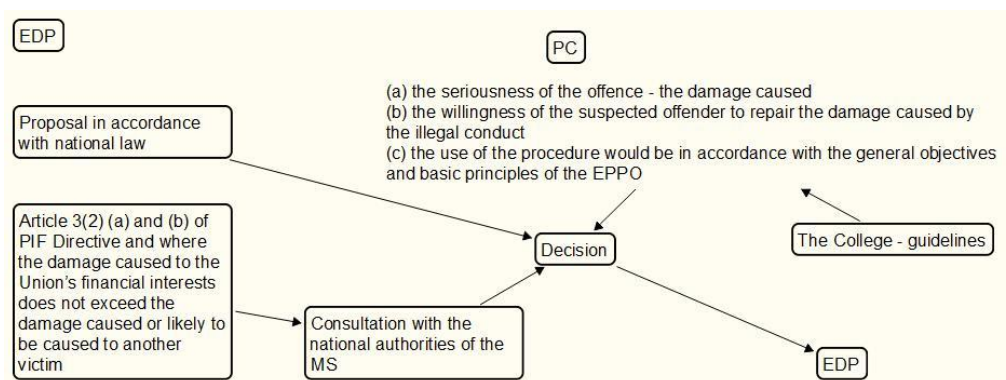 EDP
PC
(a) the seriousness of the offence - the damage caused
(b) the willingness of the suspected offender to repair the damage caused by
the illegal conduct
(c) the use of the procedure would be in accordance with the general objectives
and basic principles of the EPPO
Proposal in accordance
with national law
Article 3(2) (a) and (b) of
PIF Directive and where
the damage caused to the
Union's financial interests
does not exceed the
damage caused or likely to
be caused to another
victim
Decision
The College - guidelines
Consultation with the
national authorities of the
MS
EDP